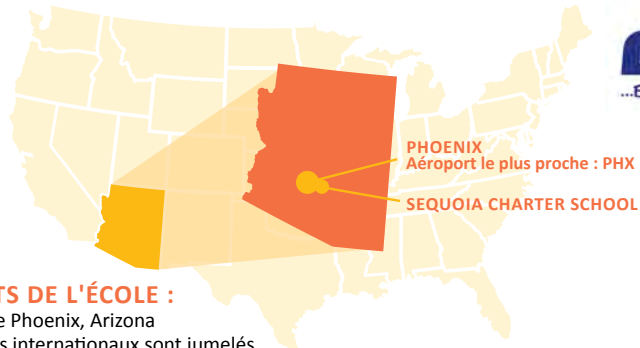 PHOENIX
Aéroport le plus proche : PHX
SEQUOIA CHARTER SCHOOL
TS DE L'ÉCOLE :
e Phoenix, Arizona
s internationaux sont jumelés